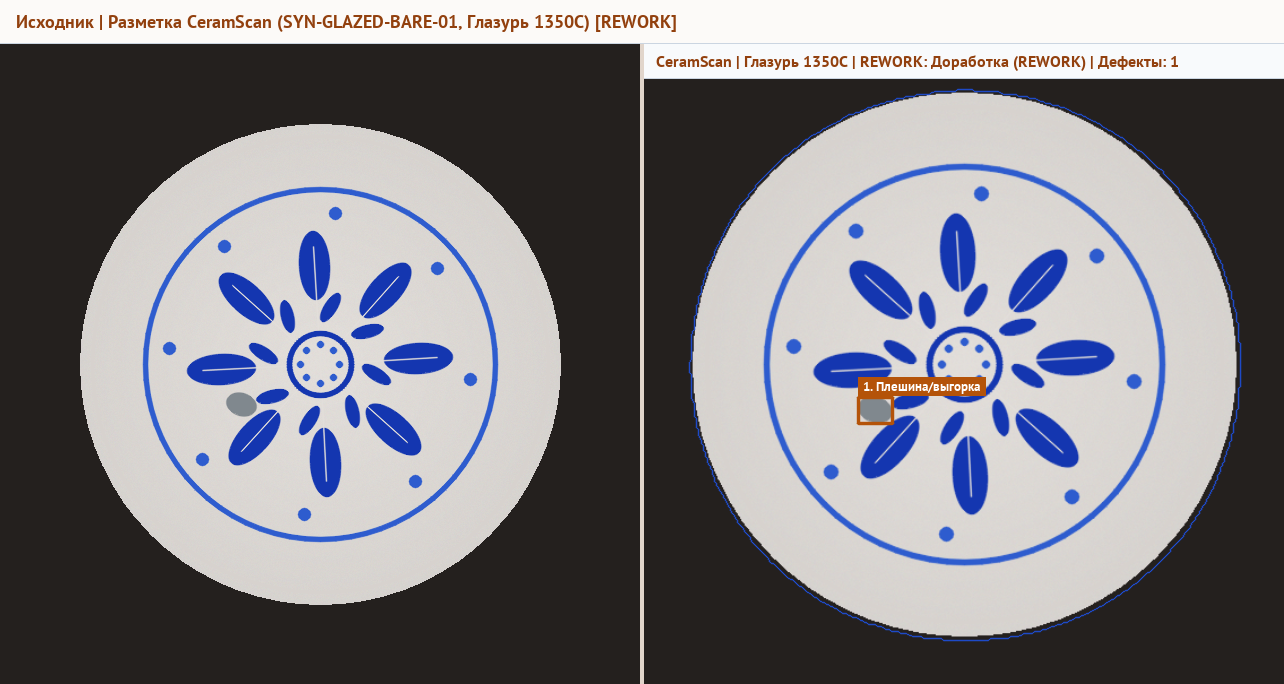 Исходник | Разметка CeramScan (SYN-GLAZED-BARE-01, Глазурь 1350C) [REWORK]
CeramScan | Глазурь 1350C | REWORK: Доработка (REWORK) | Дефекты: 1
1. Плешина/выгорка